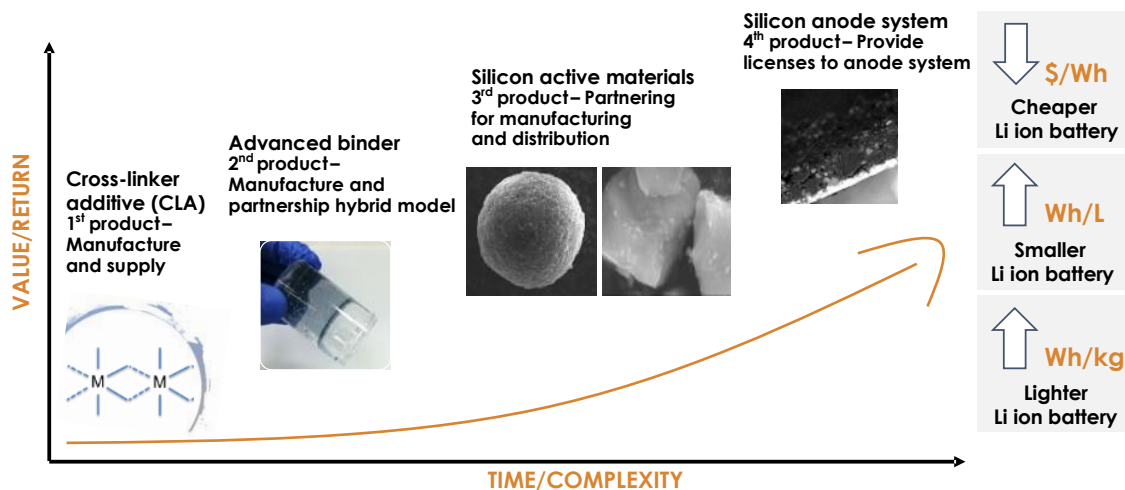 VALUE/RETURN
Cross-linker
additive (CLA)
1st product–
Manufacture
and supply
M
M
Advanced binder
2nd product–
Manufacture and
partnership hybrid model
Silicon active materials
3rd product– Partnering
for manufacturing
and distribution
Silicon anode system
4th product– Provide
licenses to anode system
$/Wh
Cheaper
Li ion battery
Wh/L
Smaller
Li ion battery
Wh/kg
Lighter
Li ion battery
TIME/COMPLEXITY